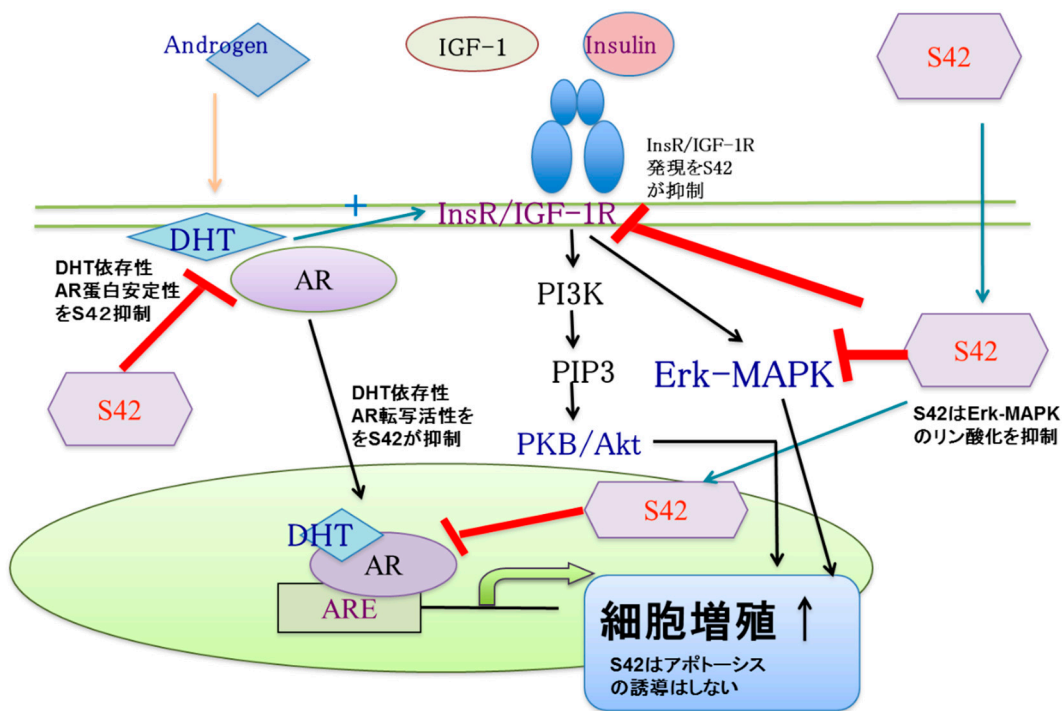 Androgen
IGF-1
Insulin
S42
InsR/IGF-1R
発現をS42
が抑制
+
InsR/IGF-1R
DHT
DHT依存性
AR蛋白安定性
をS42抑制
AR
PI3K
S42
PIP3
Erk-MAPK
S42
DHT依存性
AR転写活性を
をS42が抑制
S42はErk-MAPK
のリン酸化を抑制
PKB/Akt
S42
DHT
AR
ARE
細胞増殖↑
S42はアポトーシス
の誘導はしない